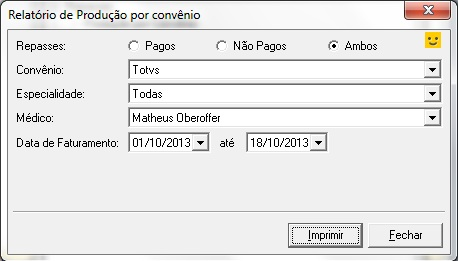 Relatório de Produção por convênio
Repasses: Pagos Não Pagos Ambos
Convênio: Totvs
Especialidade: Todas
Médico: Matheus Oberoffer
Data de Faturamento: 01/10/2013 até 18/10/2013
Imprimir Fechar